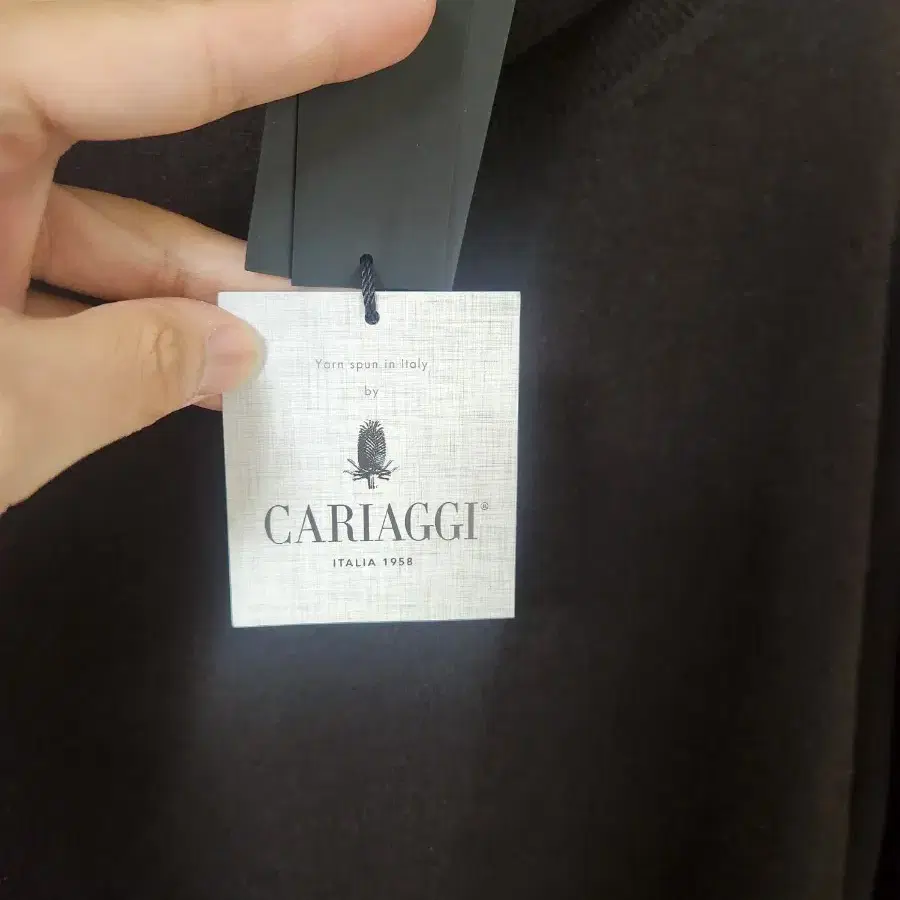 Yarn spun in Italy
by
CARIAGGI®
ITALIA 1958